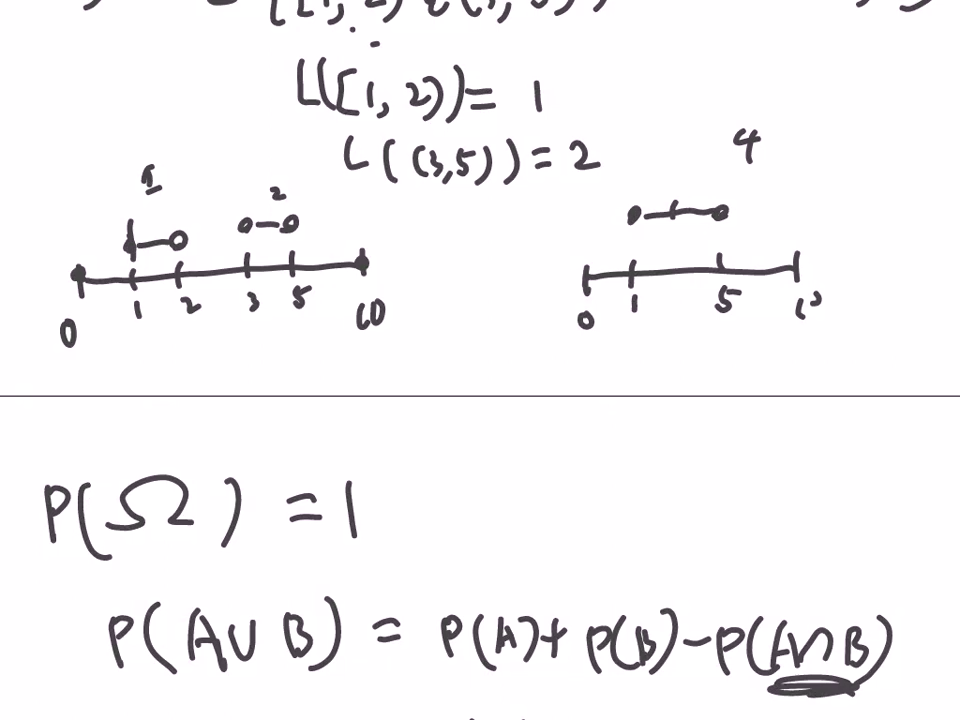 L([1, 2)) = 1
L((3,5)) = 2
4
1 2
0 1 2 3 5 10
0 1 5 10
P(Ω) = 1
P(A∪B) = P(A)+P(B)-P(A∩B)